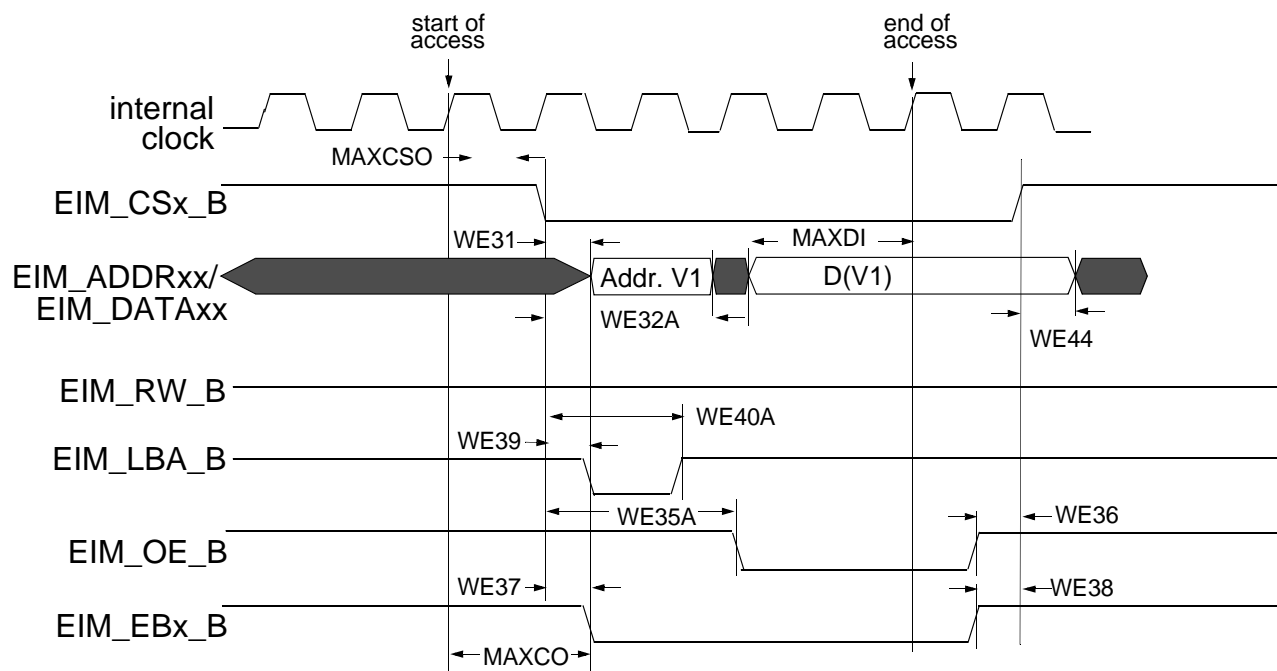 start of
access
end of
access
internal
clock
MAXCSO
EIM_CSx_B
WE31
MAXDI
EIM_ADDRxx/
EIM_DATAxx
Addr. V1
D(V1)
WE32A
WE44
EIM_RW_B
WE40A
WE39
EIM_LBA_B
WE35A
WE36
EIM_OE_B
WE37
WE38
EIM_EBx_B
MAXCO